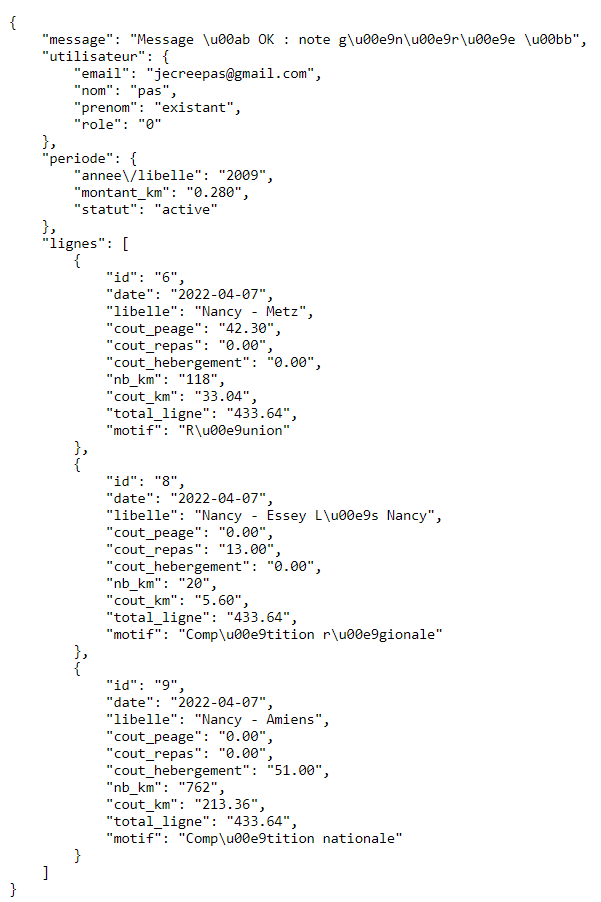 {
    "message": "Message \u00ab OK : note g\u00e9n\u00e9r\u00e9e \u00bb",
    "utilisateur": {
        "email": "jecreepas@gmail.com",
        "nom": "pas",
        "prenom": "existant",
        "role": "0"
    },
    "periode": {
        "annee\/libelle": "2009",
        "montant_km": "0.280",
        "statut": "active"
    },
    "lignes": [
        {
            "id": "6",
            "date": "2022-04-07",
            "libelle": "Nancy - Metz",
            "cout_peage": "42.30",
            "cout_repas": "0.00",
            "cout_hebergement": "0.00",
            "nb_km": "118",
            "cout_km": "33.04",
            "total_ligne": "433.64",
            "motif": "R\u00e9union"
        },
        {
            "id": "8",
            "date": "2022-04-07",
            "libelle": "Nancy - Essey L\u00e9s Nancy",
            "cout_peage": "0.00",
            "cout_repas": "13.00",
            "cout_hebergement": "0.00",
            "nb_km": "20",
            "cout_km": "5.60",
            "total_ligne": "433.64",
            "motif": "Comp\u00e9tition r\u00e9gionale"
        },
        {
            "id": "9",
            "date": "2022-04-07",
            "libelle": "Nancy - Amiens",
            "cout_peage": "0.00",
            "cout_repas": "0.00",
            "cout_hebergement": "51.00",
            "nb_km": "762",
            "cout_km": "213.36",
            "total_ligne": "433.64",
            "motif": "Comp\u00e9tition nationale"
        }
    ]
}